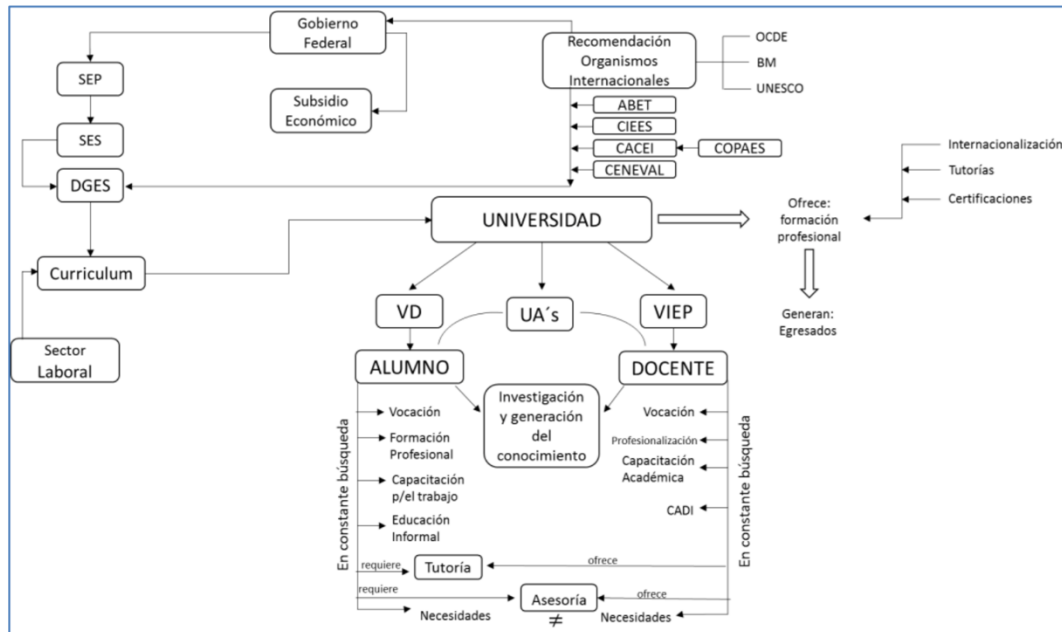 Gobierno
Federal
Recomendación
Organismos
Internacionales
OCDE
BM
UNESCO
SEP
Subsidio
Económico
ABET
CIEES
CACEI
COPAES
CENEVAL
SES
DGES
Internacionalización
Tutorías
Certificaciones
Ofrece:
formación
profesional
UNIVERSIDAD
Curriculum
Generan:
Egresados
VD
UA´s
VIEP
Sector
Laboral
ALUMNO
DOCENTE
Investigación
y generación
del
conocimiento
En constante búsqueda
Vocación
Formación
Profesional
Capacitación
p/el trabajo
Educación
Informal
Vocación
Profesionalización
Capacitación
Académica
CADI
En constante búsqueda
requiere
Tutoría
ofrece
requiere
Asesoría
ofrece
Necesidades
≠
Necesidades